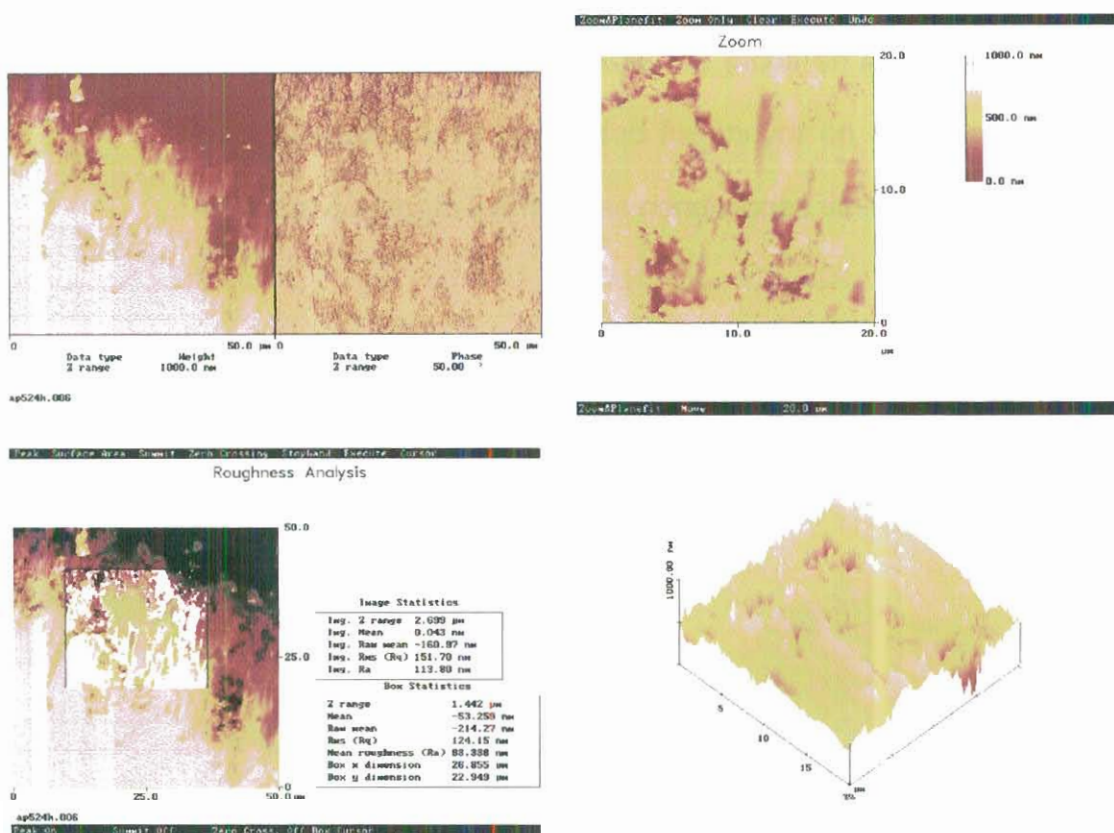 Zoom&Planefit Zoom Only Clear Execute Undo
Zoom
20.0
10.0
0
0 10.0 20.0
µm
1000.0 nm
500.0 nm
0.0 nm
0 50.0 µm 0 50.0 µm
Data type Height
Z range 1000.0 nm
Data type Phase
Z range 50.00 °
ap524h.006
Peak Surface Area Summit Zero Crossing Stopband Execute Cursor
Roughness Analysis
50.0
25.0
0
0 25.0 50.0
µm
ap524h.006
Peak On Summit Off Zero Cross. Off Box Cursor
Image Statistics
Img. Z range 2.699 µm
Img. Mean 0.043 nm
Img. Raw mean -160.87 nm
Img. Rms (Rq) 151.70 nm
Img. Ra 113.80 nm
Box Statistics
Z range 1.442 µm
Mean -53.259 nm
Raw mean -214.27 nm
Rms (Rq) 124.15 nm
Mean roughness (Ra) 93.338 nm
Box x dimension 26.855 µm
Box y dimension 22.949 µm
Zoom&Planefit None 20.0 µm
1000.00 nm
5
10
15
µm